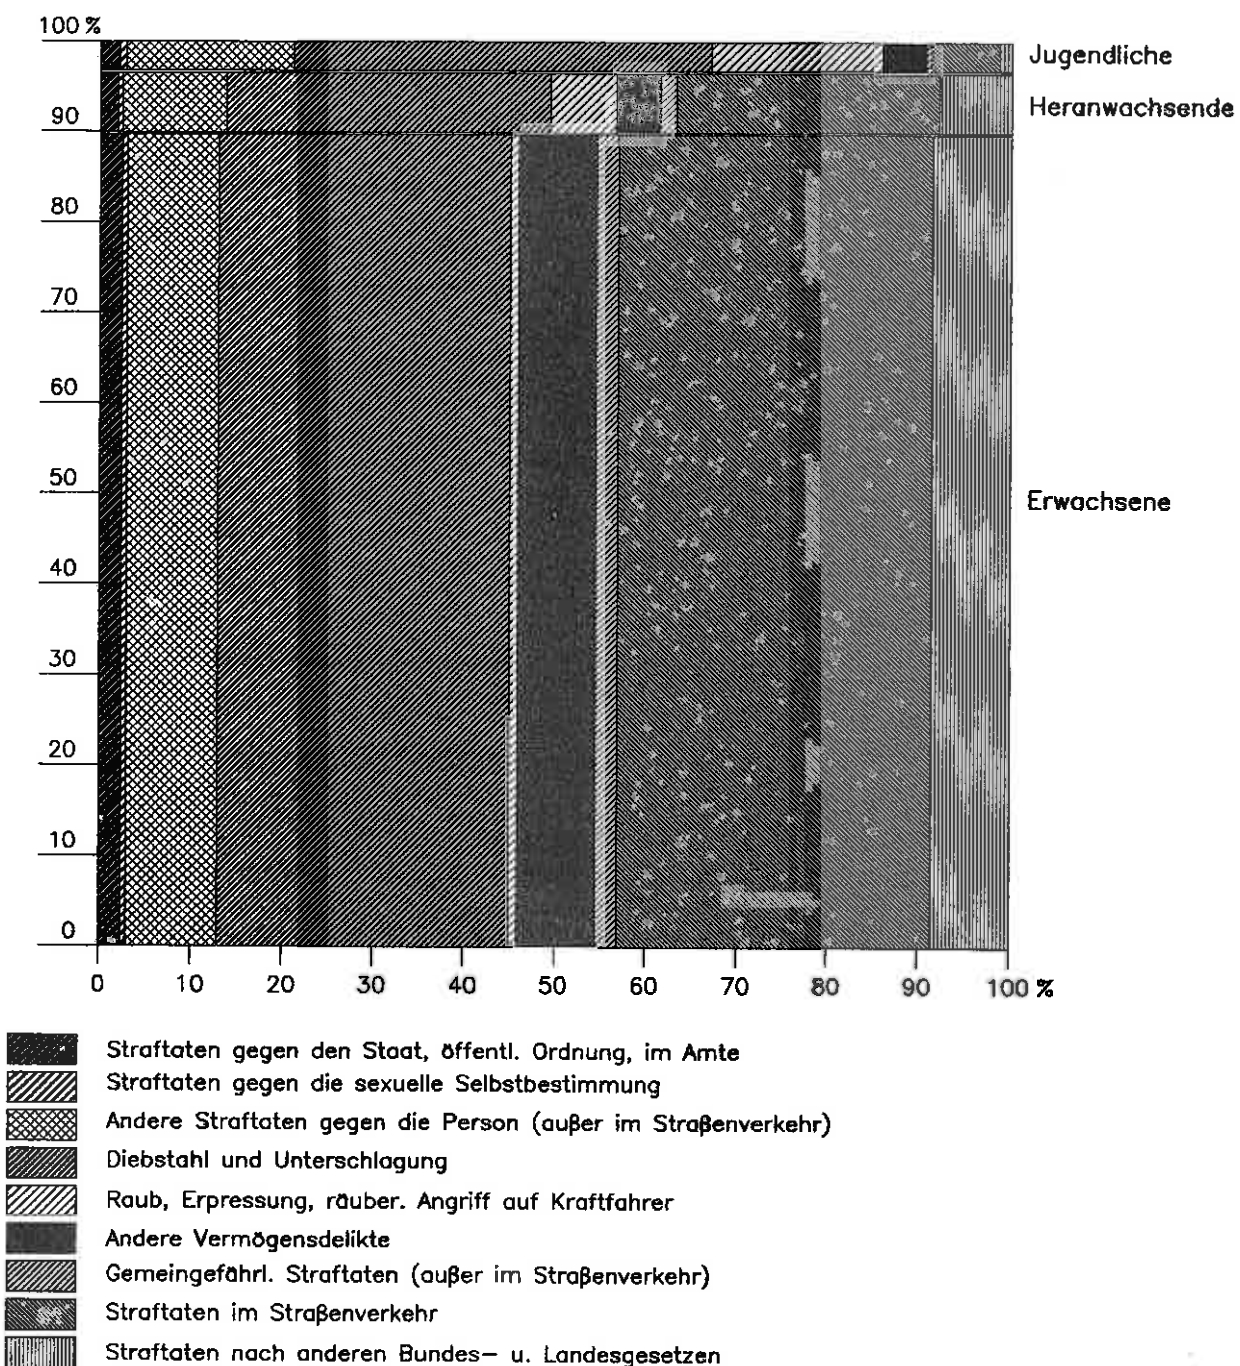 100 %
Jugendliche
Heranwachsende
90
80
70
60
50
Erwachsene
40
30
20
10
0
0 10 20 30 40 50 60 70 80 90 100 %
Straftaten gegen den Staat, öffentl. Ordnung, im Amte
Straftaten gegen die sexuelle Selbstbestimmung
Andere Straftaten gegen die Person (außer im Straßenverkehr)
Diebstahl und Unterschlagung
Raub, Erpressung, räuber. Angriff auf Kraftfahrer
Andere Vermögensdelikte
Gemeingefährl. Straftaten (außer im Straßenverkehr)
Straftaten im Straßenverkehr
Straftaten nach anderen Bundes- u. Landesgesetzen